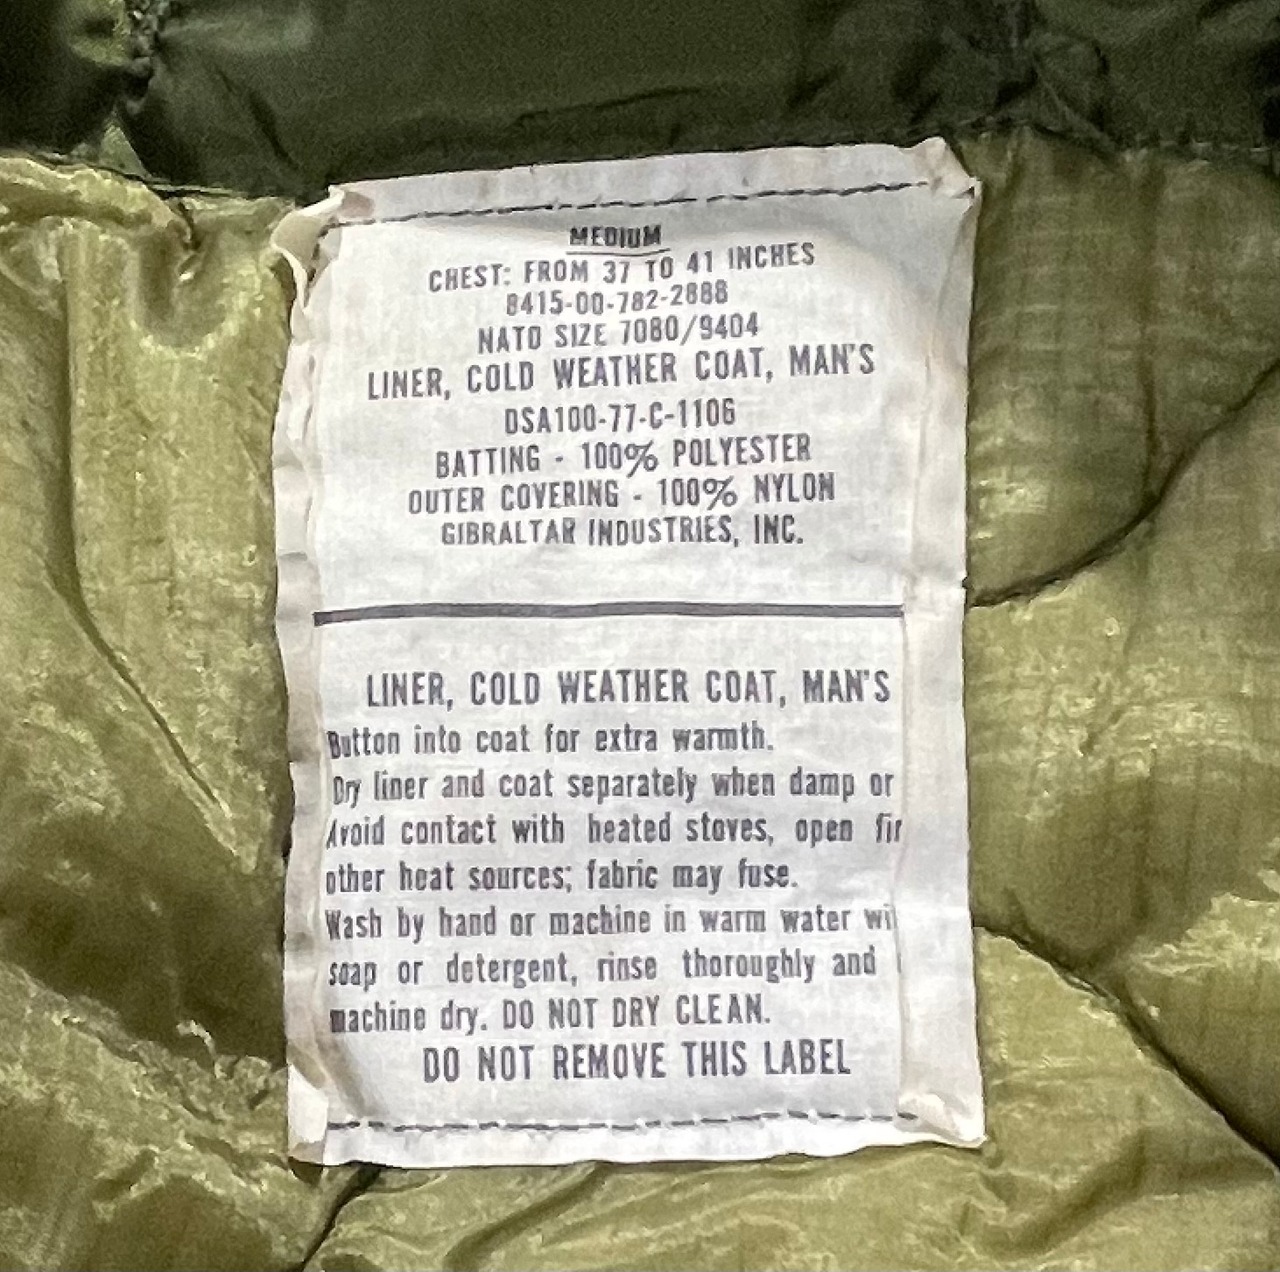 MEDIUM
CHEST: FROM 37 TO 41 INCHES
8415-00-782-2888
NATO SIZE 7080/9404
LINER, COLD WEATHER COAT, MAN'S
DSA100-77-C-1106
BATTING - 100% POLYESTER
OUTER COVERING - 100% NYLON
GIBRALTAR INDUSTRIES, INC.
LINER, COLD WEATHER COAT, MAN'S
Button into coat for extra warmth.
Dry liner and coat separately when damp or
Avoid contact with heated stoves, open fir
other heat sources; fabric may fuse.
Wash by hand or machine in warm water wi
soap or detergent, rinse thoroughly and
machine dry. DO NOT DRY CLEAN.
DO NOT REMOVE THIS LABEL